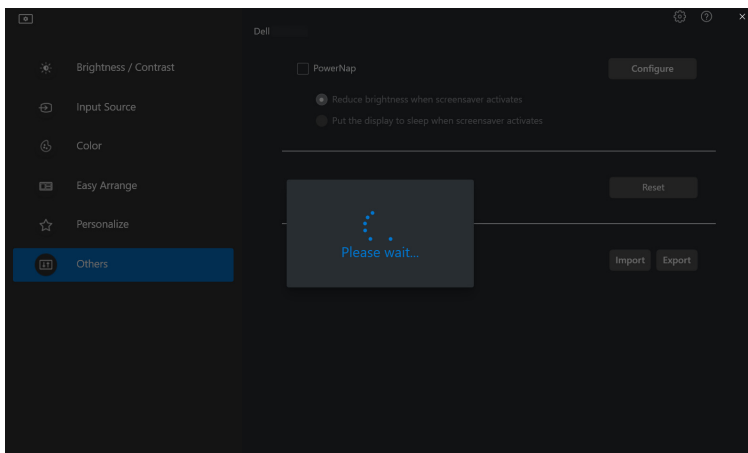 Dell
Brightness / Contrast
Input Source
Color
Easy Arrange
Personalize
Others
PowerNap
Configure
Reduce brightness when screensaver activates
Put the display to sleep when screensaver activates
Reset
Please wait...
Import Export